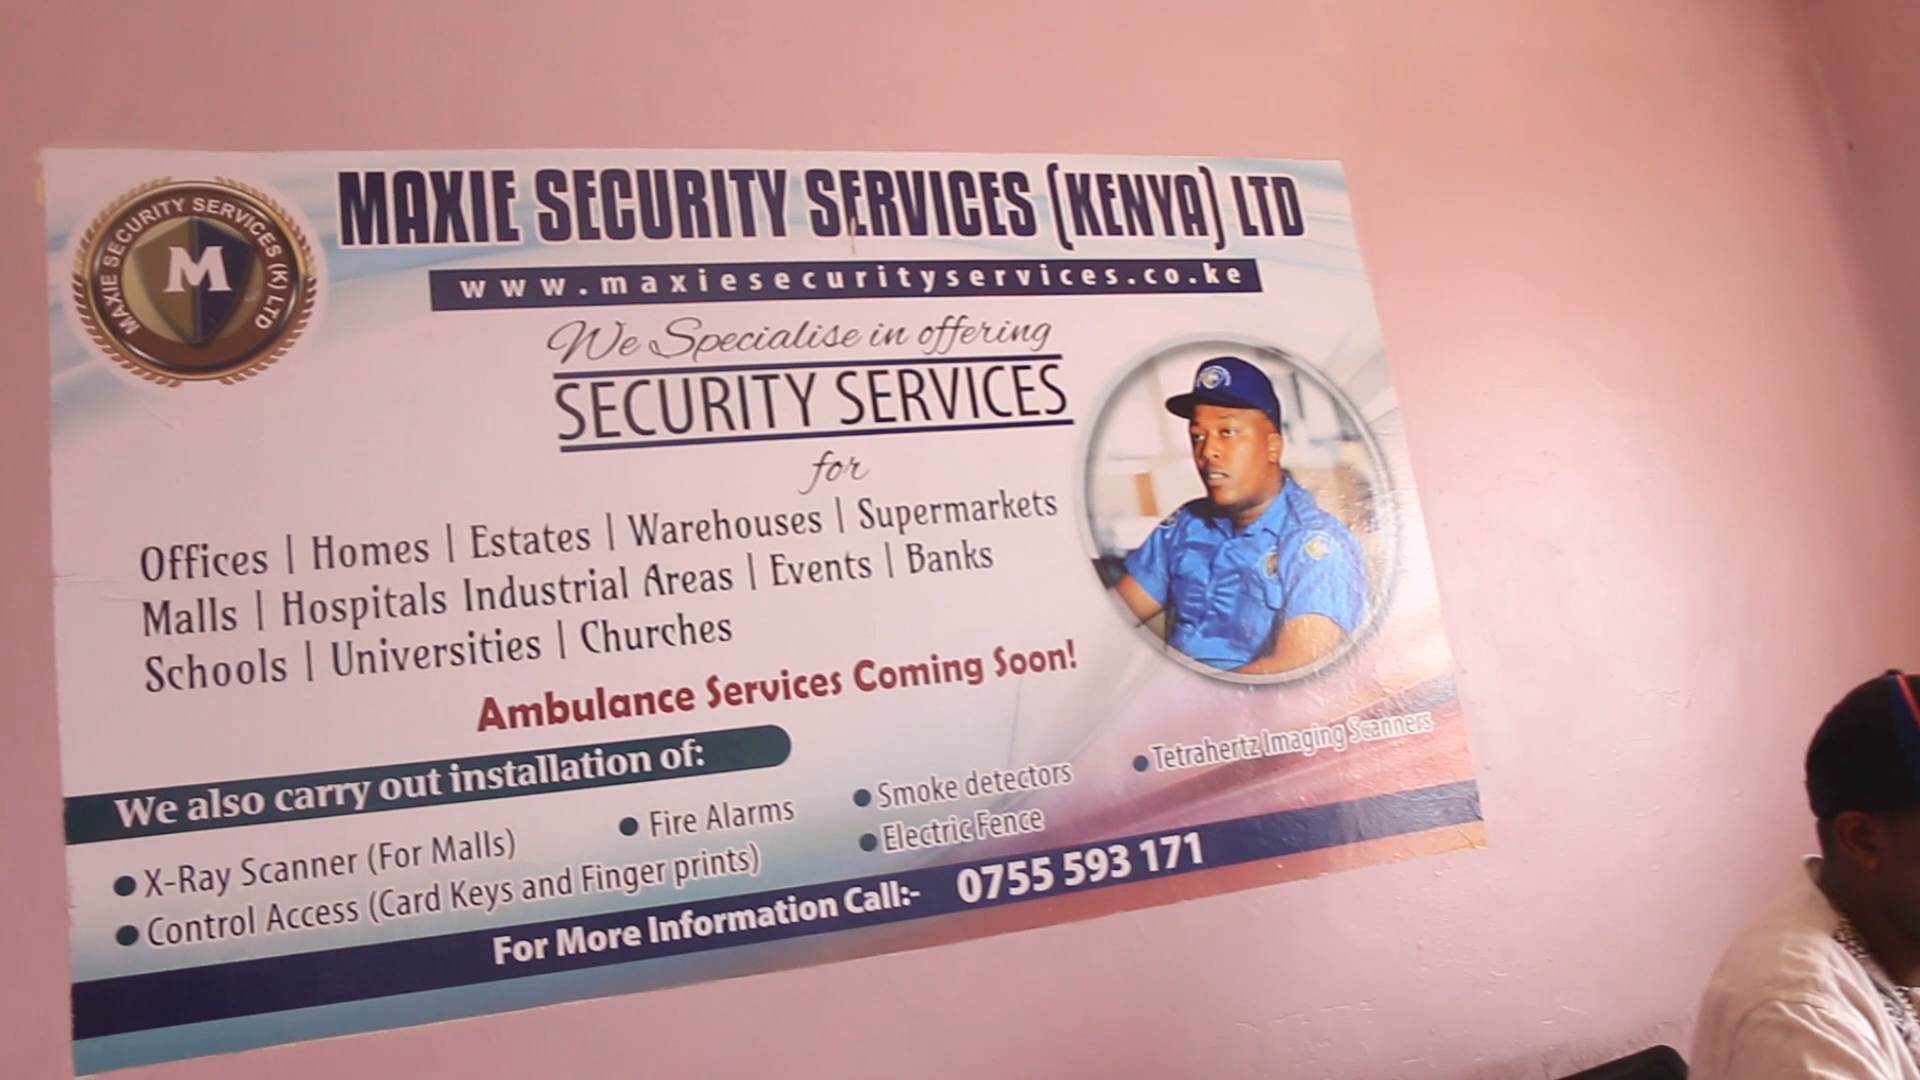 MAXIE SECURITY SERVICES (KENYA) LTD
MAXIE SECURITY SERVICES (K) LTD
M
www.maxiesecurityservices.co.ke
We Specialise in offering
SECURITY SERVICES
for
Offices | Homes | Estates | Warehouses | Supermarkets
Malls | Hospitals Industrial Areas | Events | Banks
Schools | Universities | Churches
Ambulance Services Coming Soon!
We also carry out installation of:
• X-Ray Scanner (For Malls)
• Fire Alarms
• Smoke detectors
• Tetrahertz Imaging Scanners
• Control Access (Card Keys and Finger prints)
• Electric Fence
For More Information Call:- 0755 593 171